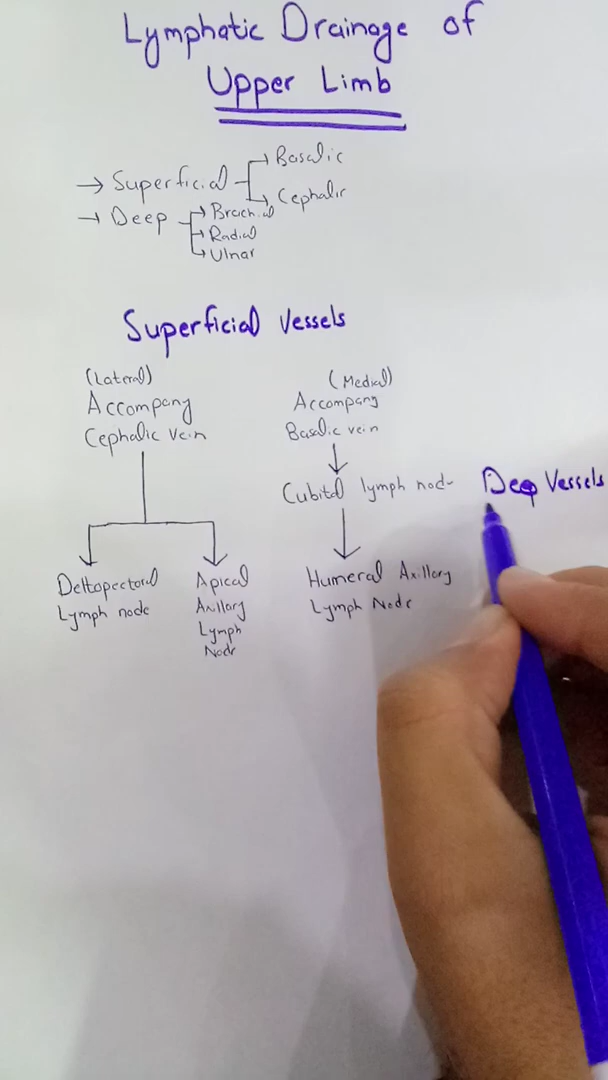 Lymphatic Drainage of
Upper Limb
→ Superficial
→ Basalic
→ Cephalic
→ Deep
→ Brachial
→ Radial
→ Ulnar
Superficial Vessels
(Lateral)
Accompany
Cephalic vein
Deltopectoral
Lymph node
Apical
Axillary
Lymph
Node
(Medial)
Accompany
Basalic vein
Cubital lymph node
Humeral Axillary
Lymph Node
Deep Vessels